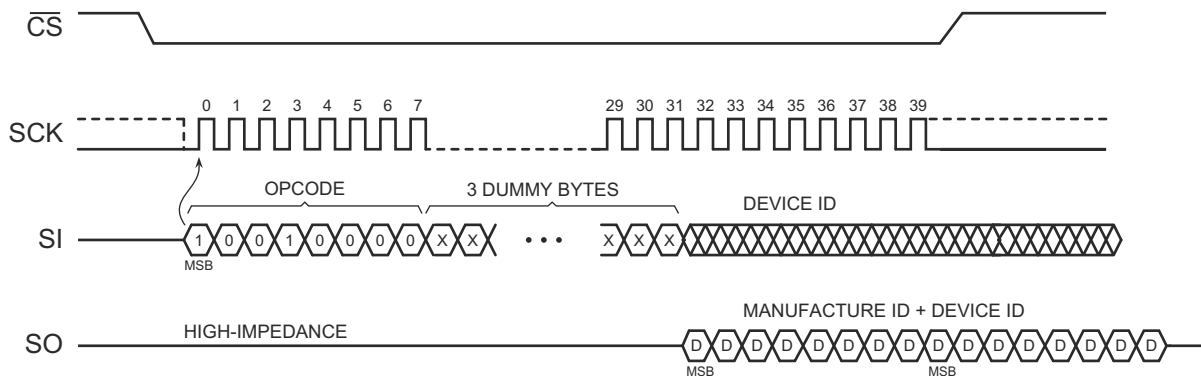 CS
0 1 2 3 4 5 6 7 29 30 31 32 33 34 35 36 37 38 39
SCK
OPCODE 3 DUMMY BYTES DEVICE ID
SI 1 0 0 1 0 0 0 0 X X • • • X X X
MSB
MANUFACTURE ID + DEVICE ID
HIGH-IMPEDANCE
SO D D D D D D D D D D D D D D D D
MSB MSB